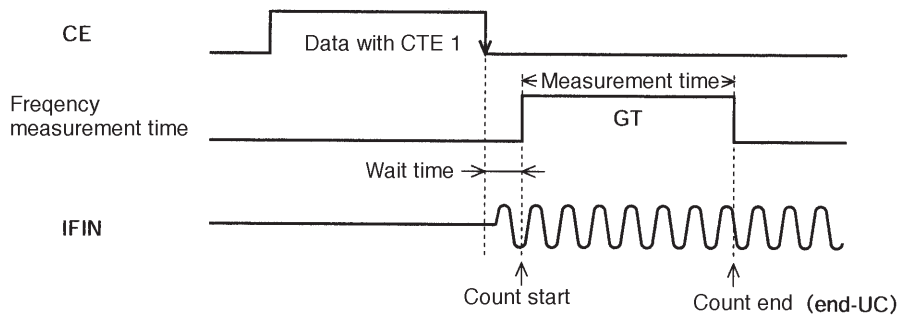 CE
Data with CTE 1
Measurement time
Freqency
measurement time
GT
Wait time
IFIN
Count start
Count end (end-UC)